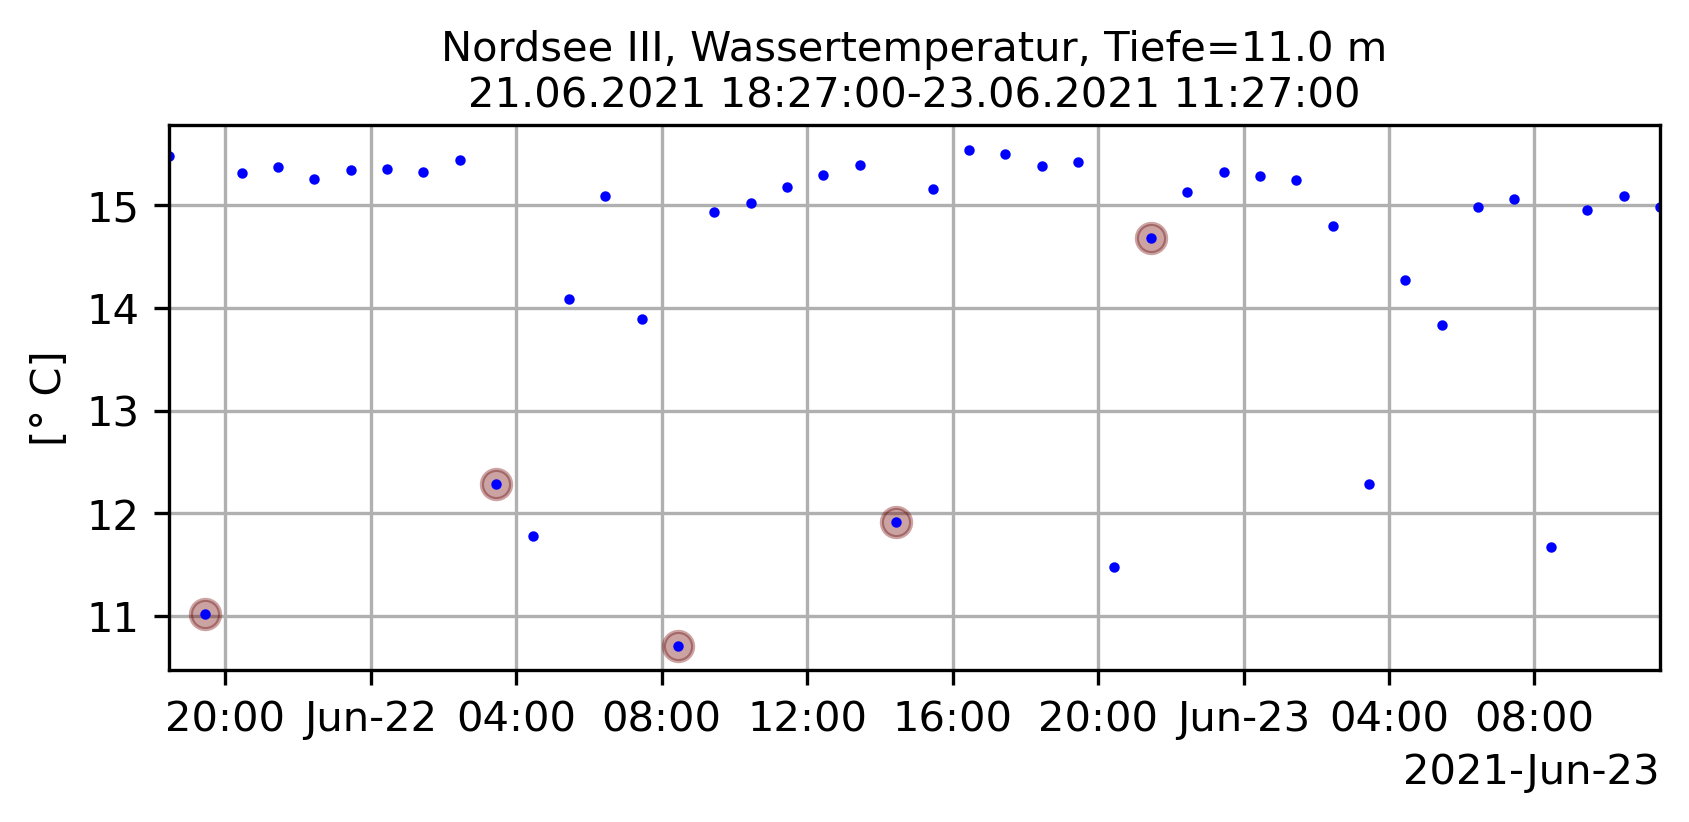 Nordsee III, Wassertemperatur, Tiefe=11.0 m
21.06.2021 18:27:00-23.06.2021 11:27:00
15
14
13
12
11
[° C]
20:00 Jun-22 04:00 08:00 12:00 16:00 20:00 Jun-23 04:00 08:00
2021-Jun-23